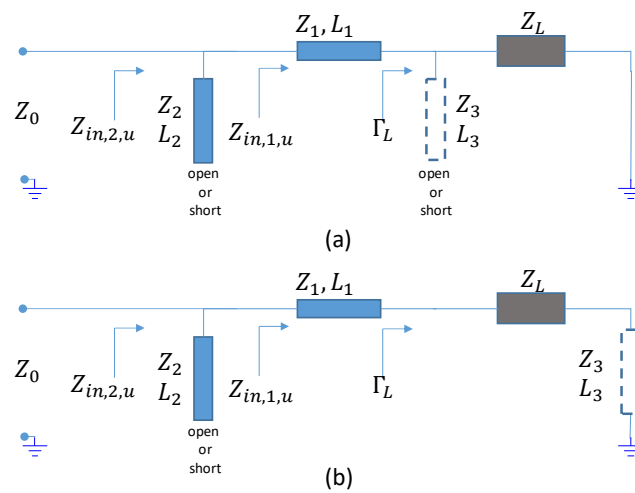 Z_1, L_1
Z_L
Z_0
Z_{in,2,u}
Z_2
L_2
Z_{in,1,u}
Γ_L
Z_3
L_3
open
or
short
open
or
short
(a)
Z_1, L_1
Z_L
Z_0
Z_{in,2,u}
Z_2
L_2
Z_{in,1,u}
Γ_L
Z_3
L_3
open
or
short
(b)